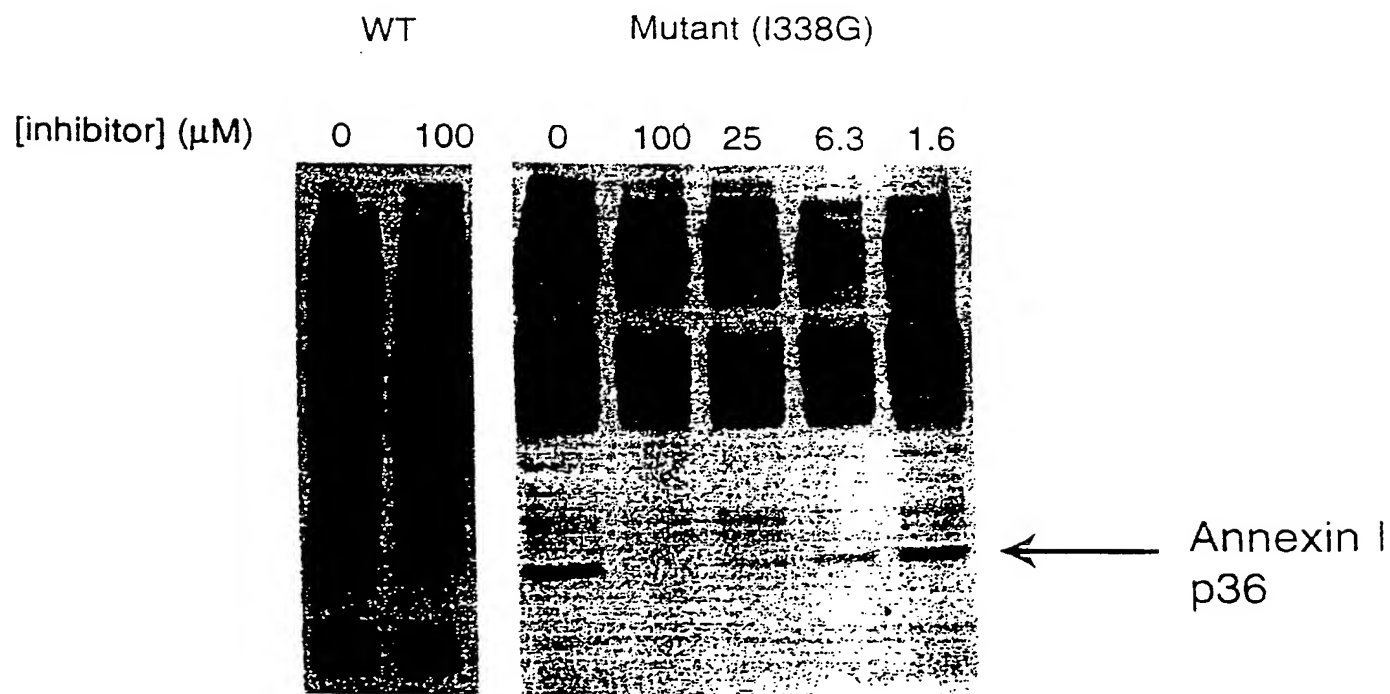 WT Mutant (I338G)
[inhibitor] (µM) 0 100 0 100 25 6.3 1.6
Annexin I
p36